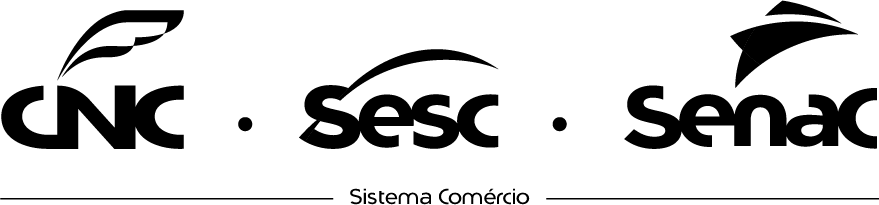 CNC · Sesc · Senac
Sistema Comércio